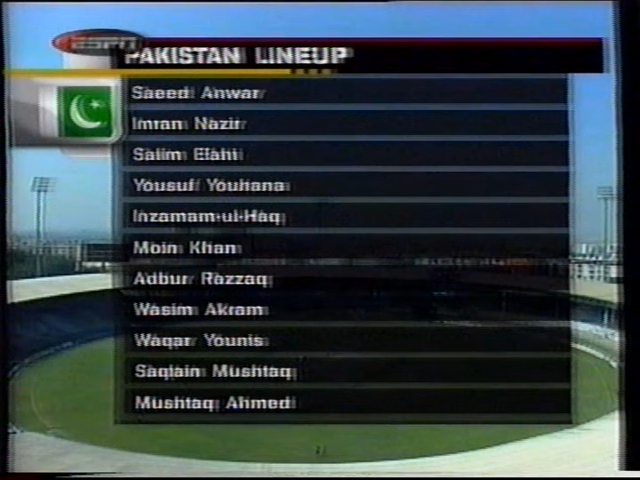 ESPN
PAKISTAN LINEUP
Saeed Anwar
Imran Nazir
Salim Elahi
Yousuf Youhana
Inzamam-ul-Haq
Moin Khan
Adbur Razzaq
Wasim Akram
Waqar Younis
Saqlain Mushtaq
Mushtaq Ahmed